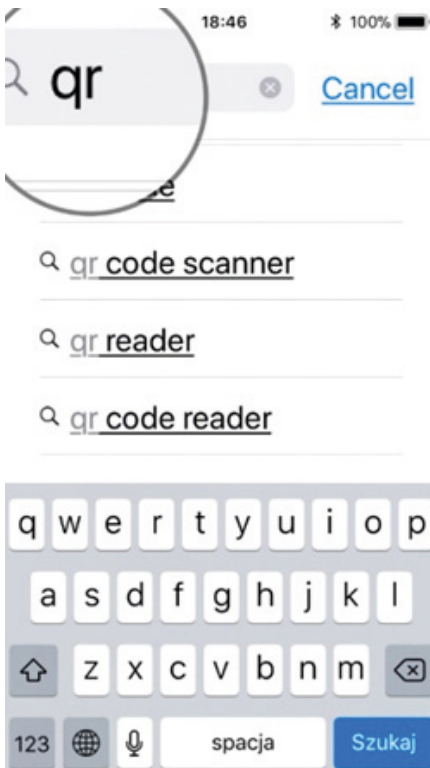 18:46 100%
qr Cancel
qr code scanner
qr reader
qr code reader
q w e r t y u i o p
a s d f g h j k l
z x c v b n m
123 spacja Szukaj